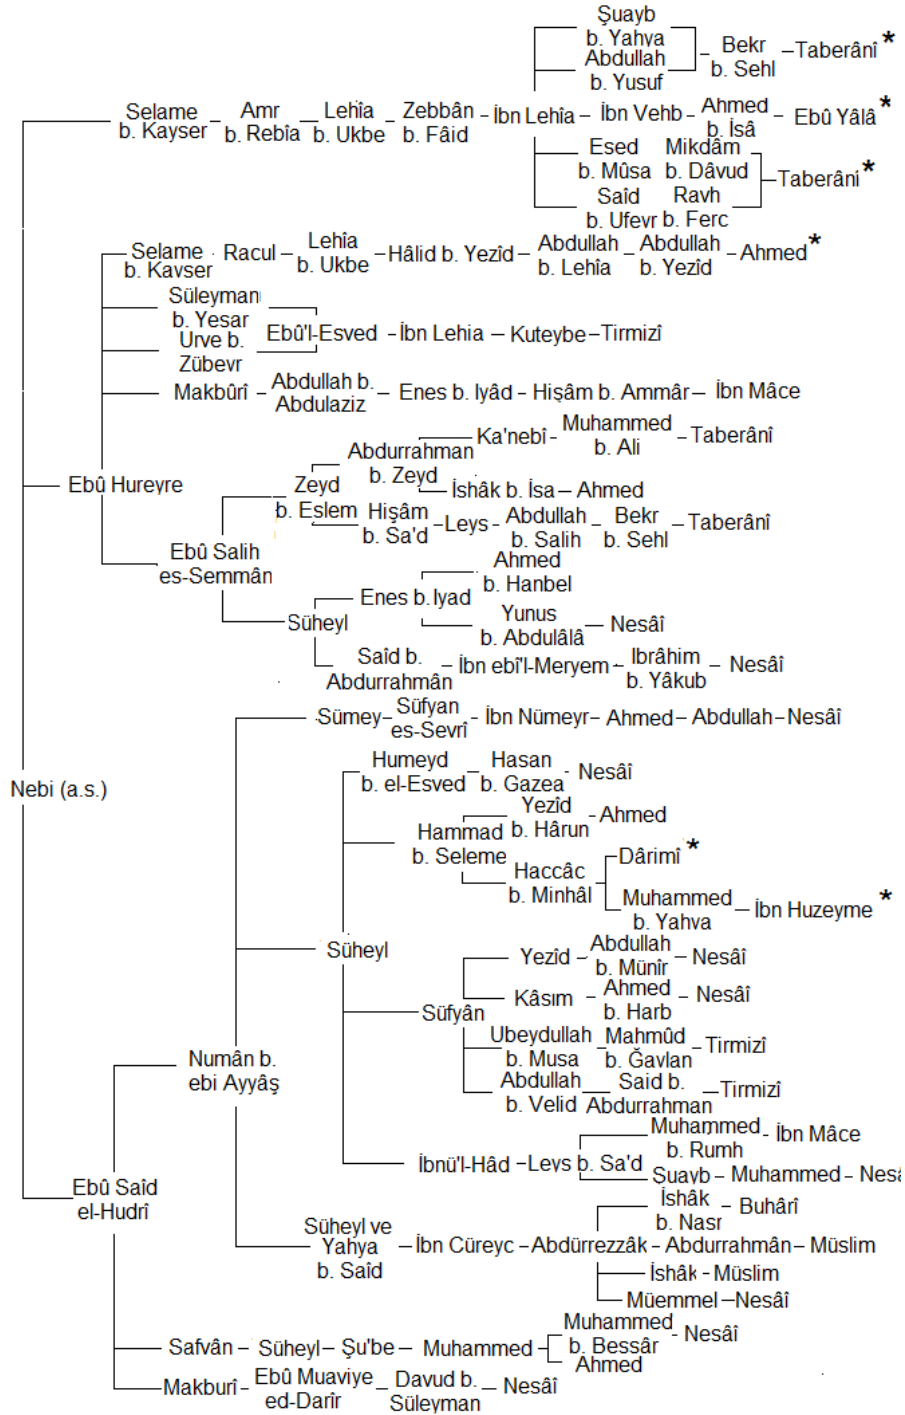 Şuayb
b. Yahya
Bekr
b. Sehl
Taberânî *
Abdullah
b. Yusuf
Selame
b. Kayser
Amr
b. Rebîa
Lehîa
b. Ukbe
Zebbân
b. Fâid
İbn Lehîa
İbn Vehb
Ahmed
b. İsâ
Ebû Yâlâ *
Esed
b. Mûsa
Mikdâm
b. Dâvud
Taberânî *
Saîd
b. Ufeyr
Ravh
b. Ferc
Selame
b. Kayser
Racul
Lehîa
b. Ukbe
Hâlid b. Yezîd
Abdullah
b. Lehîa
Abdullah
b. Yezîd
Ahmed *
Süleyman
b. Yesar
Urve b.
Zübeyr
Ebû'l-Esved
İbn Lehia
Kuteybe
Tirmizî
Makbûrî
Abdullah b.
Abdulaziz
Enes b. Iyâd
Hişâm b. Ammâr
İbn Mâce
Ebû Hureyre
Ebû Salih
es-Semmân
Zeyd
b. Eslem
Abdurrahman
b. Zeyd
Ka'nebî
Muhammed
b. Ali
Taberânî
İshâk b. İsa
Ahmed
Hişâm
b. Sa'd
Leys
Abdullah
b. Salih
Bekr
b. Sehl
Taberânî
Süheyl
Enes b. Iyad
Ahmed
b. Hanbel
Yunus
b. Abdulâlâ
Nesâî
Saîd b.
Abdurrahmân
İbn ebî'l-Meryem
Ibrâhim
b. Yâkub
Nesâî
Nebi (a.s.)
Ebû Saîd
el-Hudrî
Numân b.
ebi Ayyâş
Sümey
Süfyan
es-Sevrî
İbn Nümeyr
Ahmed
Abdullah
Nesâî
Süheyl
Humeyd
b. el-Esved
Hasan
b. Gazea
Nesâî
Hammad
b. Seleme
Yezîd
b. Hârun
Ahmed
Haccâc
b. Minhâl
Dârimî *
Muhammed
b. Yahya
İbn Huzeyme *
Süfyân
Yezîd
Abdullah
b. Münîr
Nesâî
Kâsım
Ahmed
b. Harb
Nesâî
Ubeydullah
b. Musa
Mahmûd
b. Ğaylan
Tirmizî
Abdullah
b. Velid
Said b.
Abdurrahman
Tirmizî
İbnü'l-Hâd
Leys b. Sa'd
Muhammed
b. Rumh
İbn Mâce
Şuayb
Muhammed
Nesâ
Süheyl ve
Yahya
b. Saîd
İbn Cüreyc
Abdürrezzâk
İshâk
b. Nasr
Buhâri
Abdurrahmân
Müslim
İshâk
Müslim
Müemmel
Nesâî
Safvân
Süheyl
Şu'be
Muhammed
Muhammed
b. Bessâr
Nesâî
Ahmed
Makburî
Ebû Muaviye
ed-Darîr
Davud b.
Süleyman
Nesâî